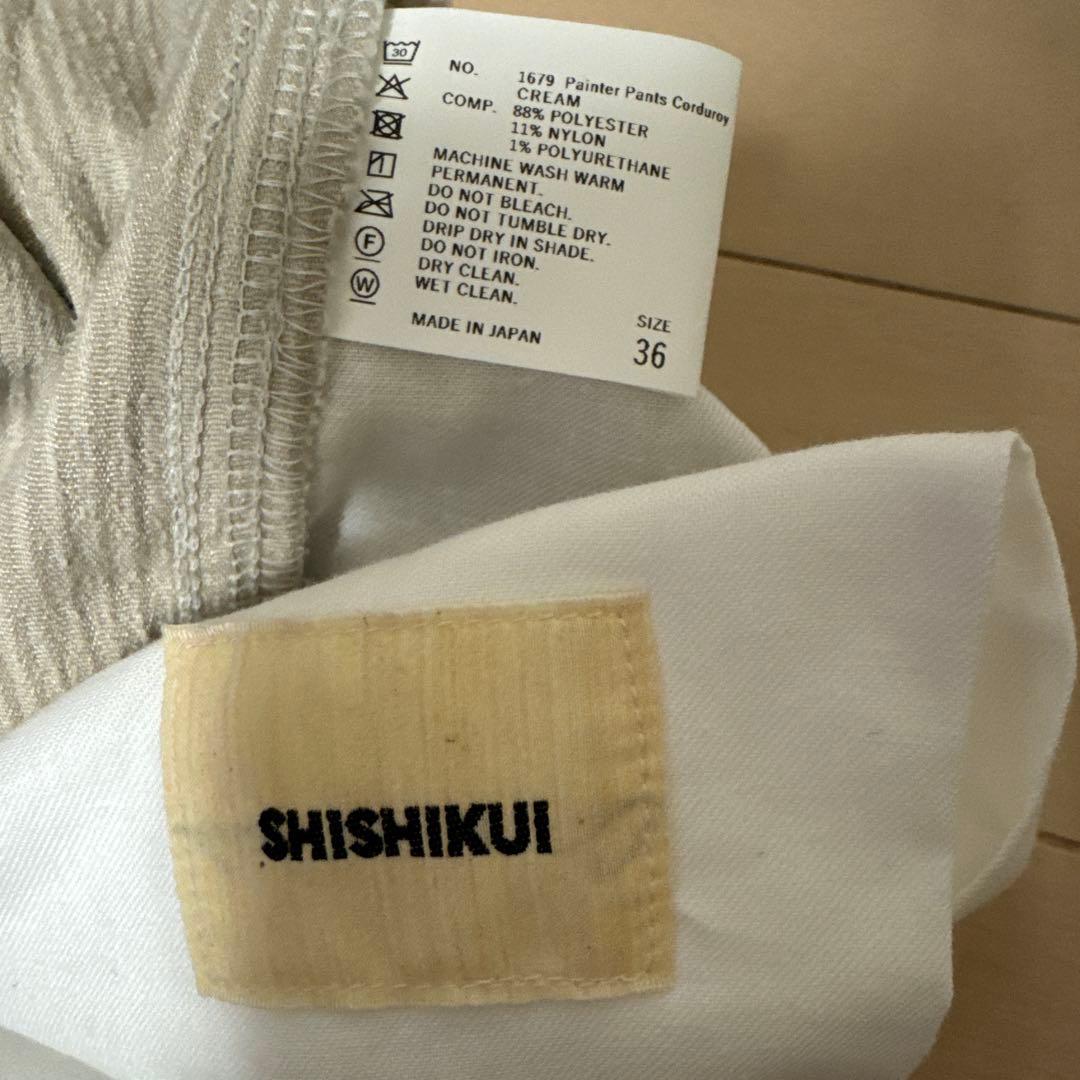 30
NO. 1679 Painter Pants Corduroy
CREAM
COMP. 88% POLYESTER
11% NYLON
1% POLYURETHANE
MACHINE WASH WARM
PERMANENT.
DO NOT BLEACH.
DO NOT TUMBLE DRY.
DRIP DRY IN SHADE.
DO NOT IRON.
DRY CLEAN.
WET CLEAN.
F
W
MADE IN JAPAN
SIZE
36
SHISHIKUI